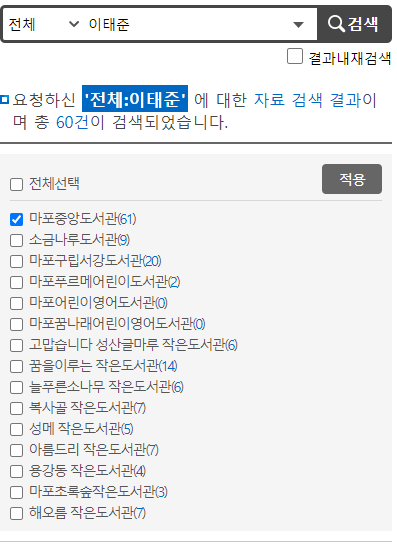 전체 이태준 검색
결과내재검색
요청하신 '전체:이태준' 에 대한 자료 검색 결과이
며 총 60건이 검색되었습니다.
전체선택 적용
마포중앙도서관(61)
소금나루도서관(9)
마포구립서강도서관(20)
마포푸르메어린이도서관(2)
마포어린이영어도서관(0)
마포꿈나래어린이영어도서관(0)
고맙습니다 성산글마루 작은도서관(6)
꿈을이루는 작은도서관(14)
늘푸른소나무 작은도서관(6)
복사골 작은도서관(7)
성메 작은도서관(5)
아름드리 작은도서관(7)
용강동 작은도서관(4)
마포초록숲작은도서관(3)
해오름 작은도서관(7)